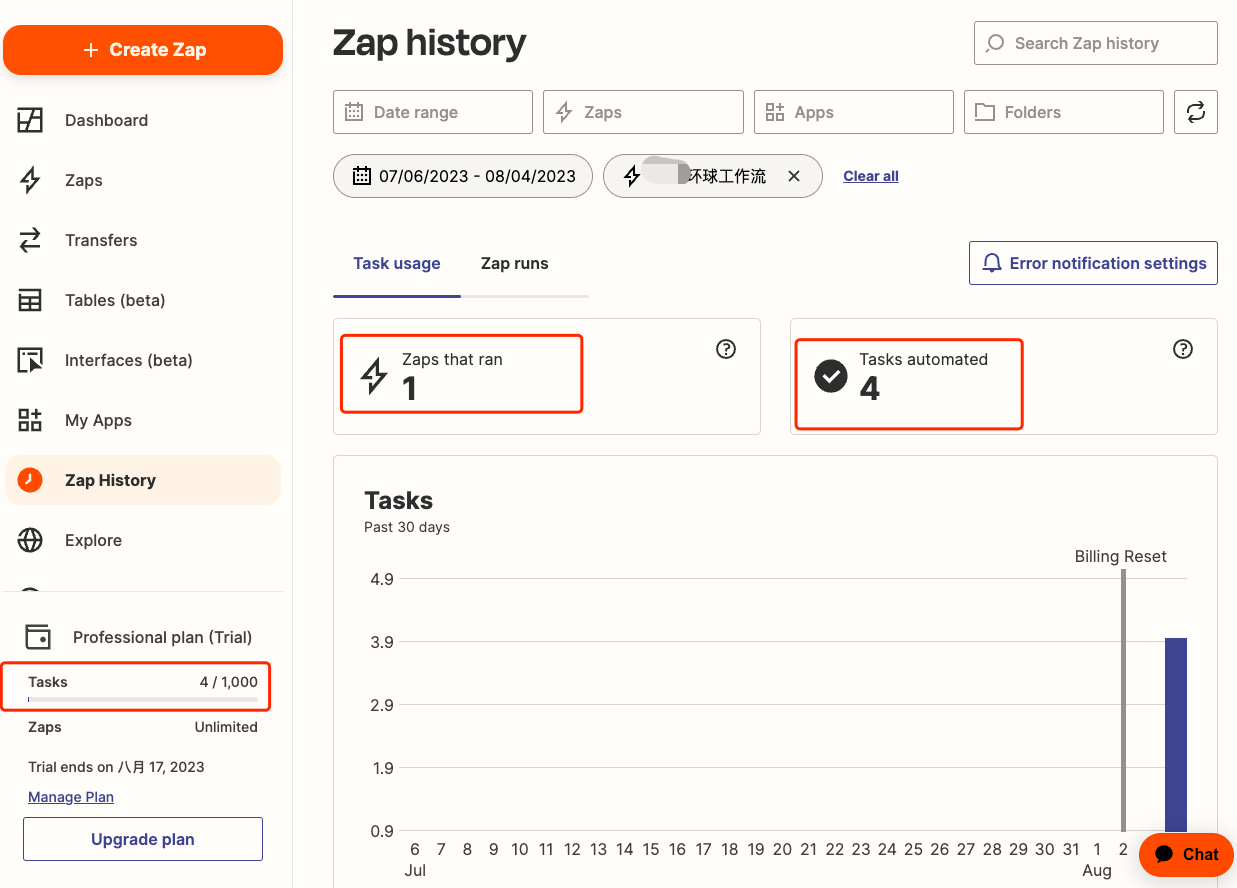 + Create Zap
Dashboard
Zaps
Transfers
Tables (beta)
Interfaces (beta)
My Apps
Zap History
Explore
Professional plan (Trial)
Tasks 4 / 1,000
Zaps Unlimited
Trial ends on 八月 17, 2023
Manage Plan
Upgrade plan
Zap history
Search Zap history
Date range
Zaps
Apps
Folders
07/06/2023 - 08/04/2023
环球工作流
Clear all
Task usage
Zap runs
Error notification settings
Zaps that ran
1
Tasks automated
4
Tasks
Past 30 days
Billing Reset
4.9
3.9
2.9
1.9
0.9
6 7 8 9 10 11 12 13 14 15 16 17 18 19 20 21 22 23 24 25 26 27 28 29 30 31 1 2
Jul Aug
Chat